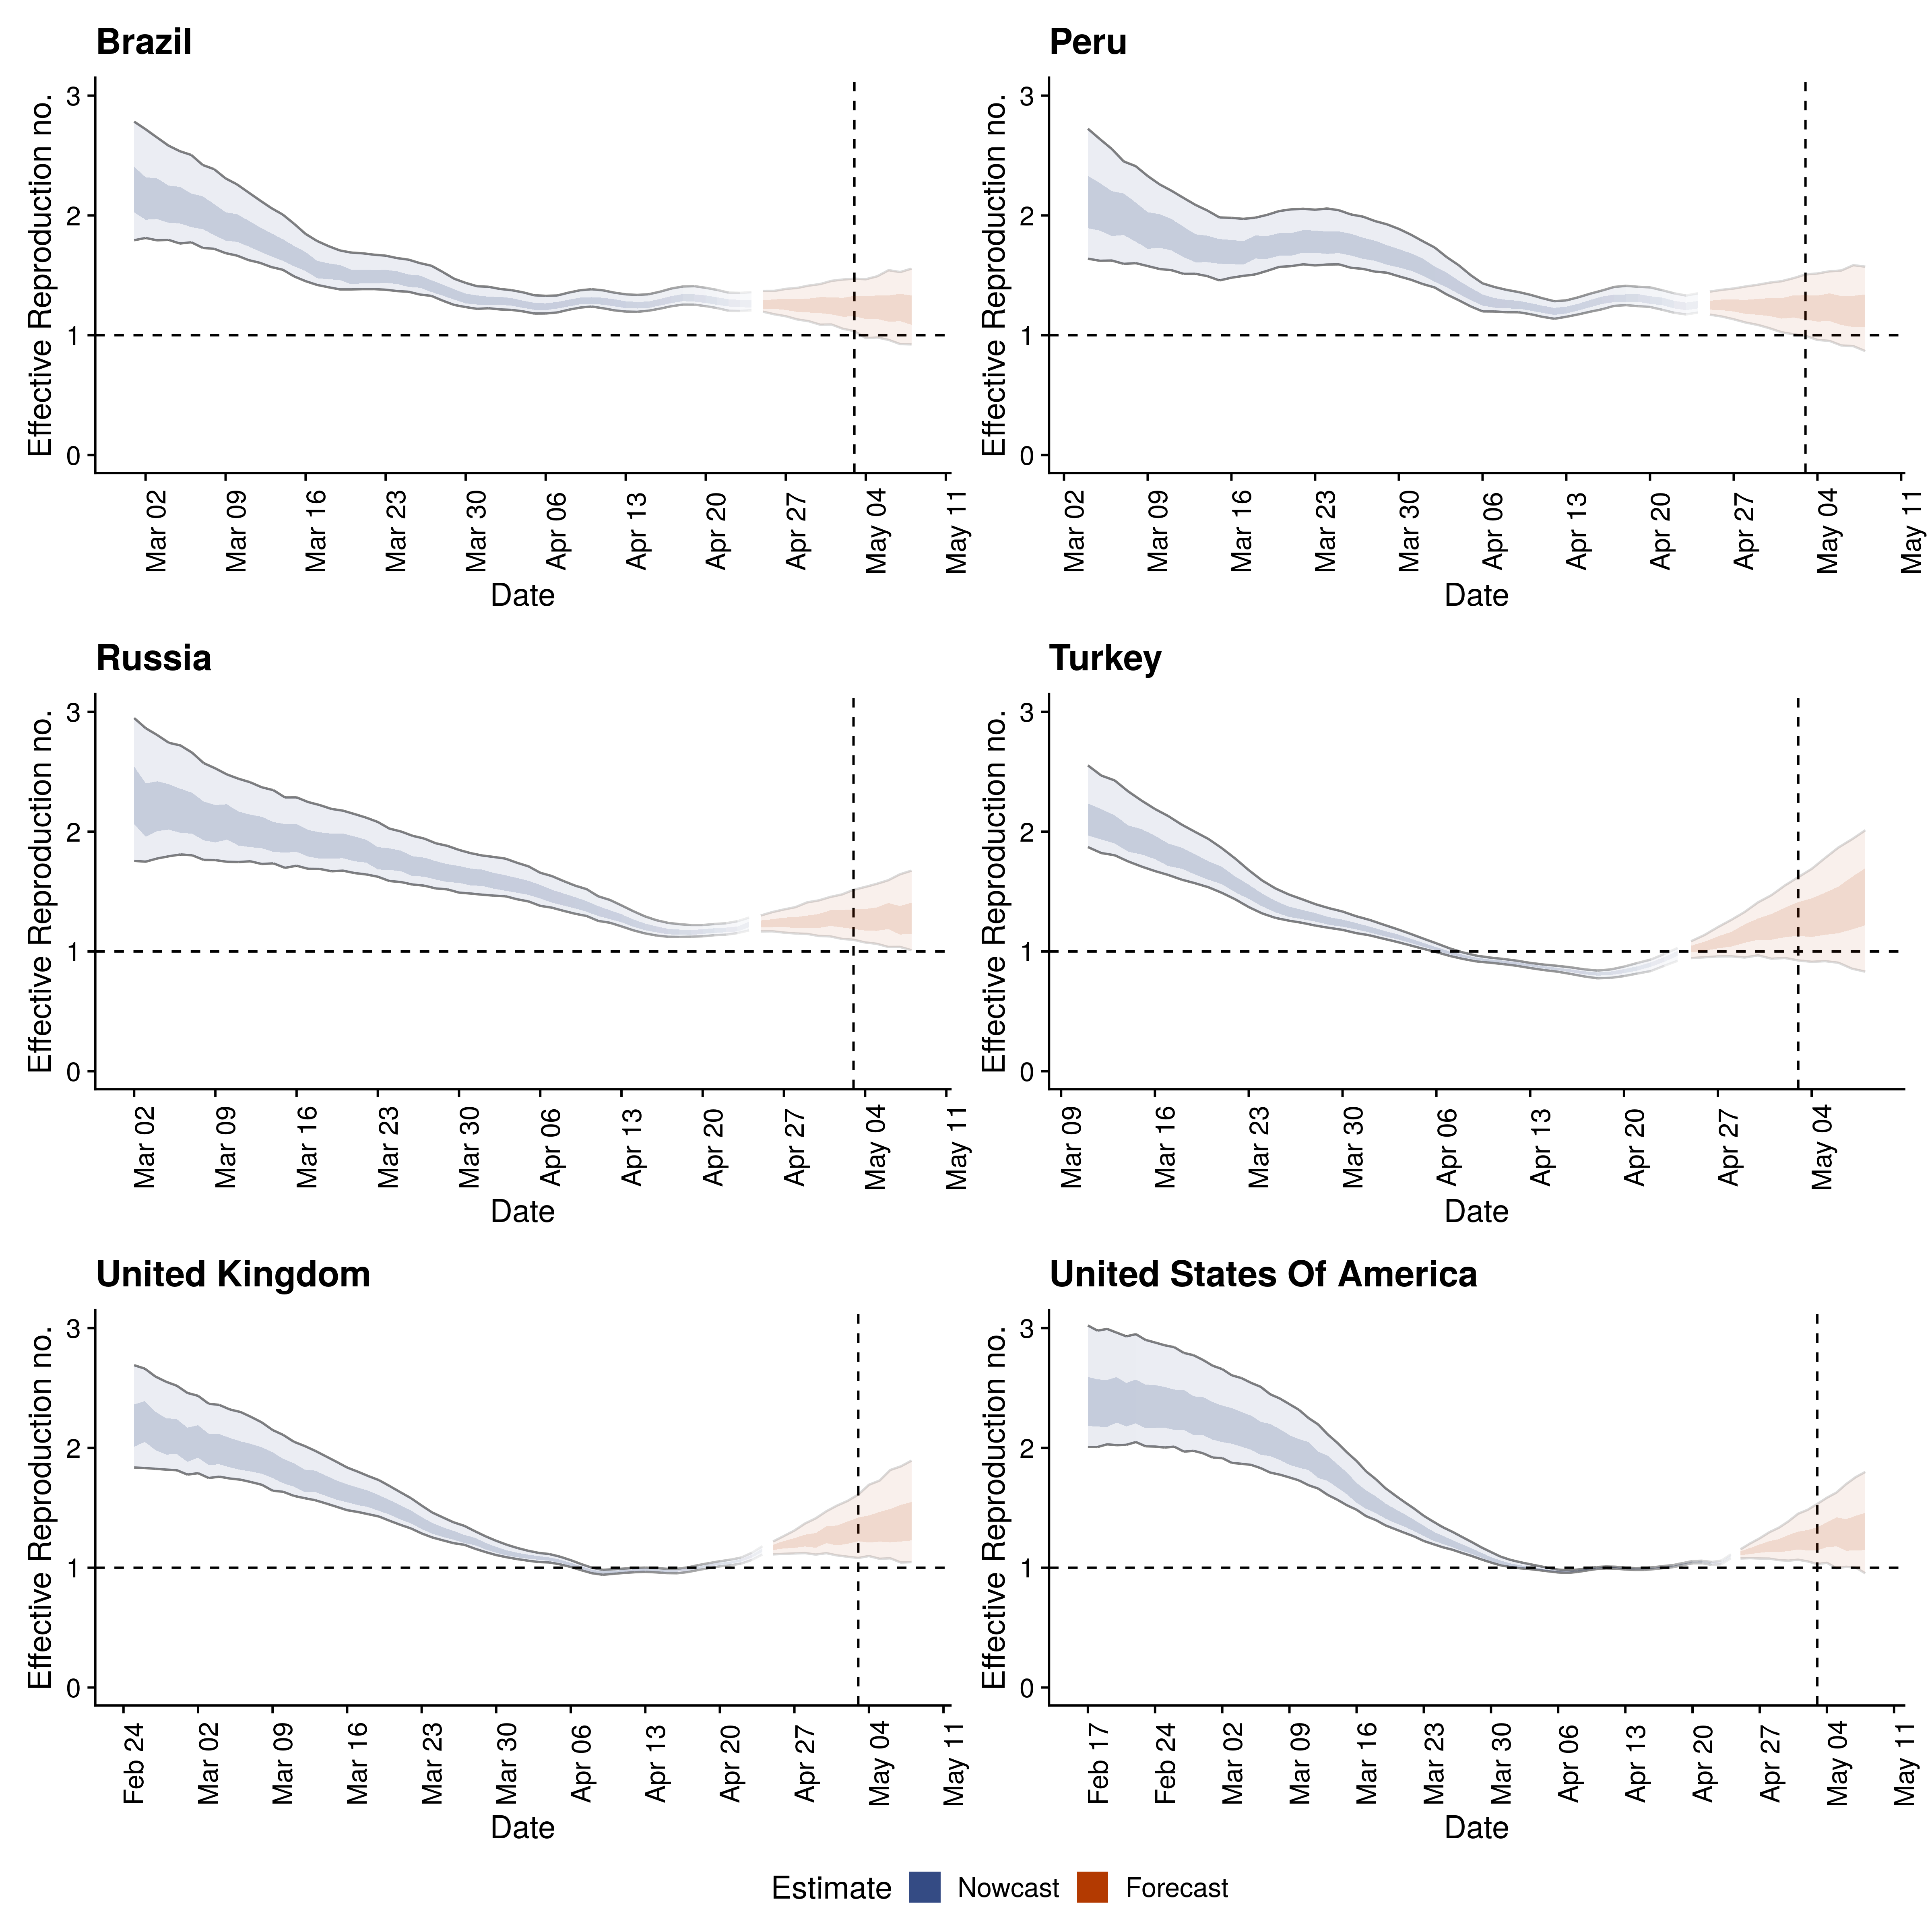 Brazil
Effective Reproduction no.
3
2
1
0
Mar 02
Mar 09
Mar 16
Mar 23
Mar 30
Apr 06
Apr 13
Apr 20
Apr 27
May 04
May 11
Date
Peru
Effective Reproduction no.
3
2
1
0
Mar 02
Mar 09
Mar 16
Mar 23
Mar 30
Apr 06
Apr 13
Apr 20
Apr 27
May 04
May 11
Date
Russia
Effective Reproduction no.
3
2
1
0
Mar 02
Mar 09
Mar 16
Mar 23
Mar 30
Apr 06
Apr 13
Apr 20
Apr 27
May 04
May 11
Date
Turkey
Effective Reproduction no.
3
2
1
0
Mar 09
Mar 16
Mar 23
Mar 30
Apr 06
Apr 13
Apr 20
Apr 27
May 04
Date
United Kingdom
Effective Reproduction no.
3
2
1
0
Feb 24
Mar 02
Mar 09
Mar 16
Mar 23
Mar 30
Apr 06
Apr 13
Apr 20
Apr 27
May 04
May 11
Date
United States Of America
Effective Reproduction no.
3
2
1
0
Feb 17
Feb 24
Mar 02
Mar 09
Mar 16
Mar 23
Mar 30
Apr 06
Apr 13
Apr 20
Apr 27
May 04
May 11
Date
Estimate Nowcast Forecast